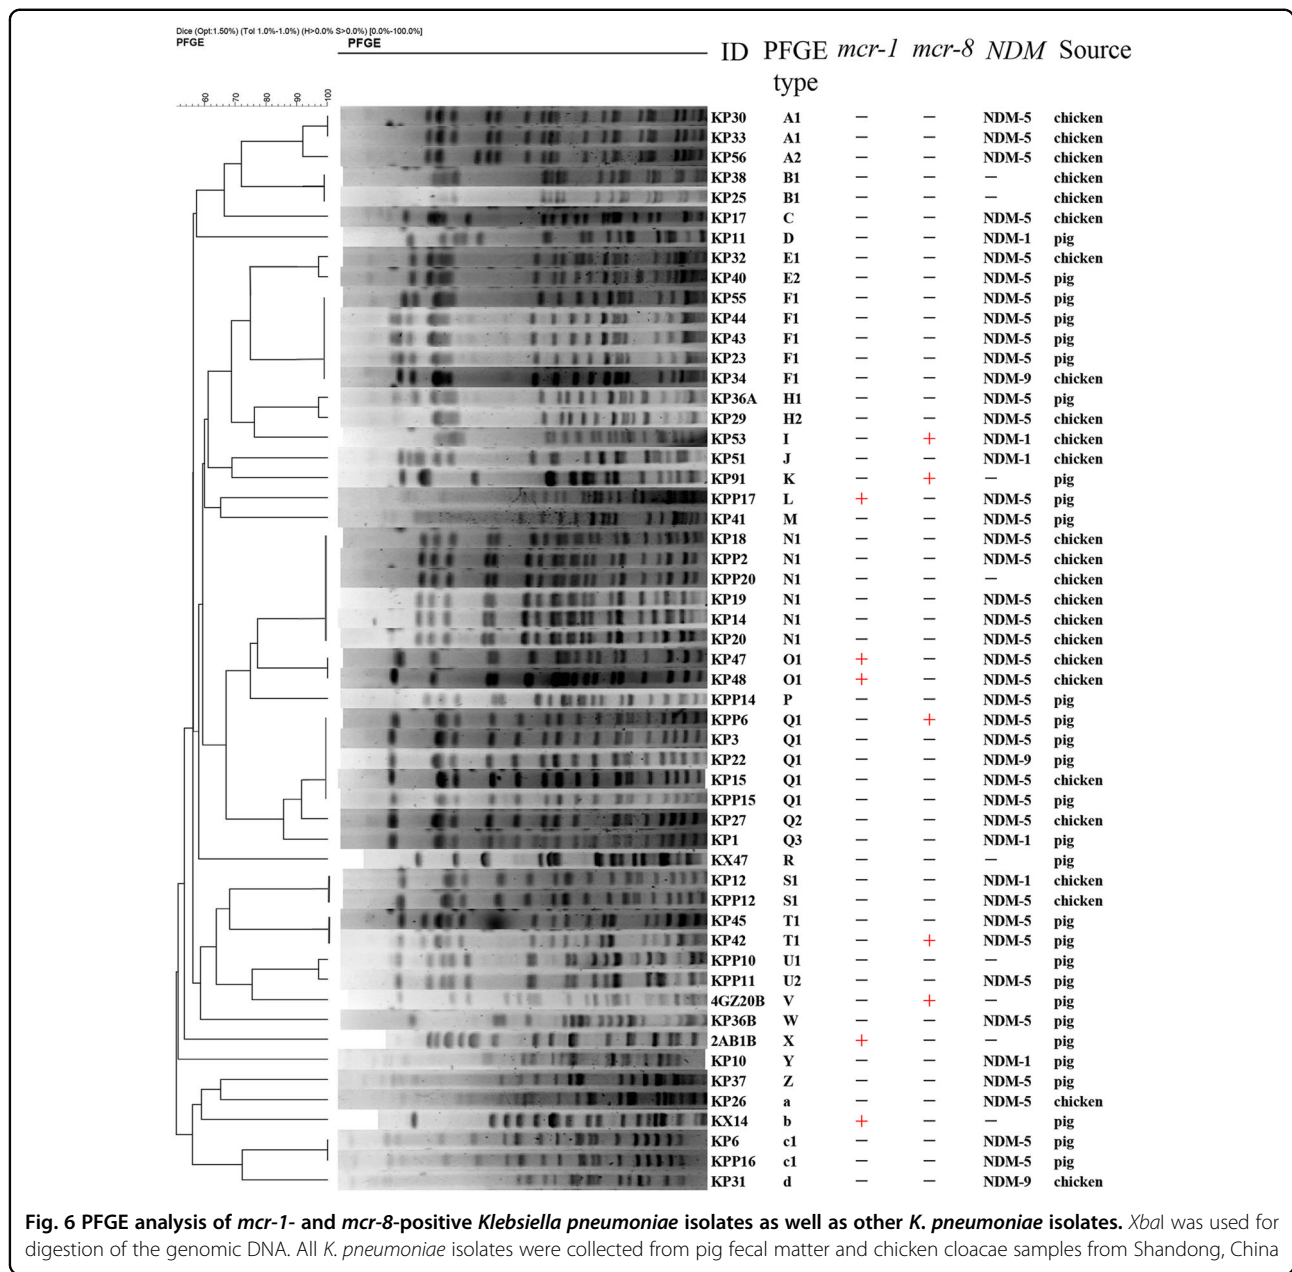 Dice (Opt:1.50%) (Tol 1.0%-1.0%) (H>0.0% S>0.0%) [0.0%-100.0%]
PFGE PFGE
ID PFGE type mcr-1 mcr-8 NDM Source
60 70 80 90 100
KP30 A1 – – NDM-5 chicken
KP33 A1 – – NDM-5 chicken
KP56 A2 – – NDM-5 chicken
KP38 B1 – – – chicken
KP25 B1 – – – chicken
KP17 C – – NDM-5 chicken
KP11 D – – NDM-1 pig
KP32 E1 – – NDM-5 chicken
KP40 E2 – – NDM-5 pig
KP55 F1 – – NDM-5 pig
KP44 F1 – – NDM-5 pig
KP43 F1 – – NDM-5 pig
KP23 F1 – – NDM-5 pig
KP34 F1 – – NDM-9 chicken
KP36A H1 – – NDM-5 pig
KP29 H2 – – NDM-5 chicken
KP53 I – + NDM-1 chicken
KP51 J – – NDM-1 chicken
KP91 K – + – pig
KPP17 L + – NDM-5 pig
KP41 M – – NDM-5 pig
KP18 N1 – – NDM-5 chicken
KPP2 N1 – – NDM-5 chicken
KPP20 N1 – – – chicken
KP19 N1 – – NDM-5 chicken
KP14 N1 – – NDM-5 chicken
KP20 N1 – – NDM-5 chicken
KP47 O1 + – NDM-5 chicken
KP48 O1 + – NDM-5 chicken
KPP14 P – – NDM-5 pig
KPP6 Q1 – + NDM-5 pig
KP3 Q1 – – NDM-5 pig
KP22 Q1 – – NDM-9 pig
KP15 Q1 – – NDM-5 chicken
KPP15 Q1 – – NDM-5 pig
KP27 Q2 – – NDM-5 chicken
KP1 Q3 – – NDM-1 pig
KX47 R – – – pig
KP12 S1 – – NDM-1 chicken
KPP12 S1 – – NDM-5 chicken
KP45 T1 – – NDM-5 pig
KP42 T1 – + NDM-5 pig
KPP10 U1 – – – pig
KPP11 U2 – – NDM-5 pig
4GZ20B V – + – pig
KP36B W – – NDM-5 pig
2AB1B X + – – pig
KP10 Y – – NDM-1 pig
KP37 Z – – NDM-5 pig
KP26 a – – NDM-5 chicken
KX14 b + – – pig
KP6 c1 – – NDM-5 pig
KPP16 c1 – – NDM-5 pig
KP31 d – – NDM-9 chicken
Fig. 6 PFGE analysis of mcr-1- and mcr-8-positive Klebsiella pneumoniae isolates as well as other K. pneumoniae isolates. XbaI was used for
digestion of the genomic DNA. All K. pneumoniae isolates were collected from pig fecal matter and chicken cloacae samples from Shandong, China